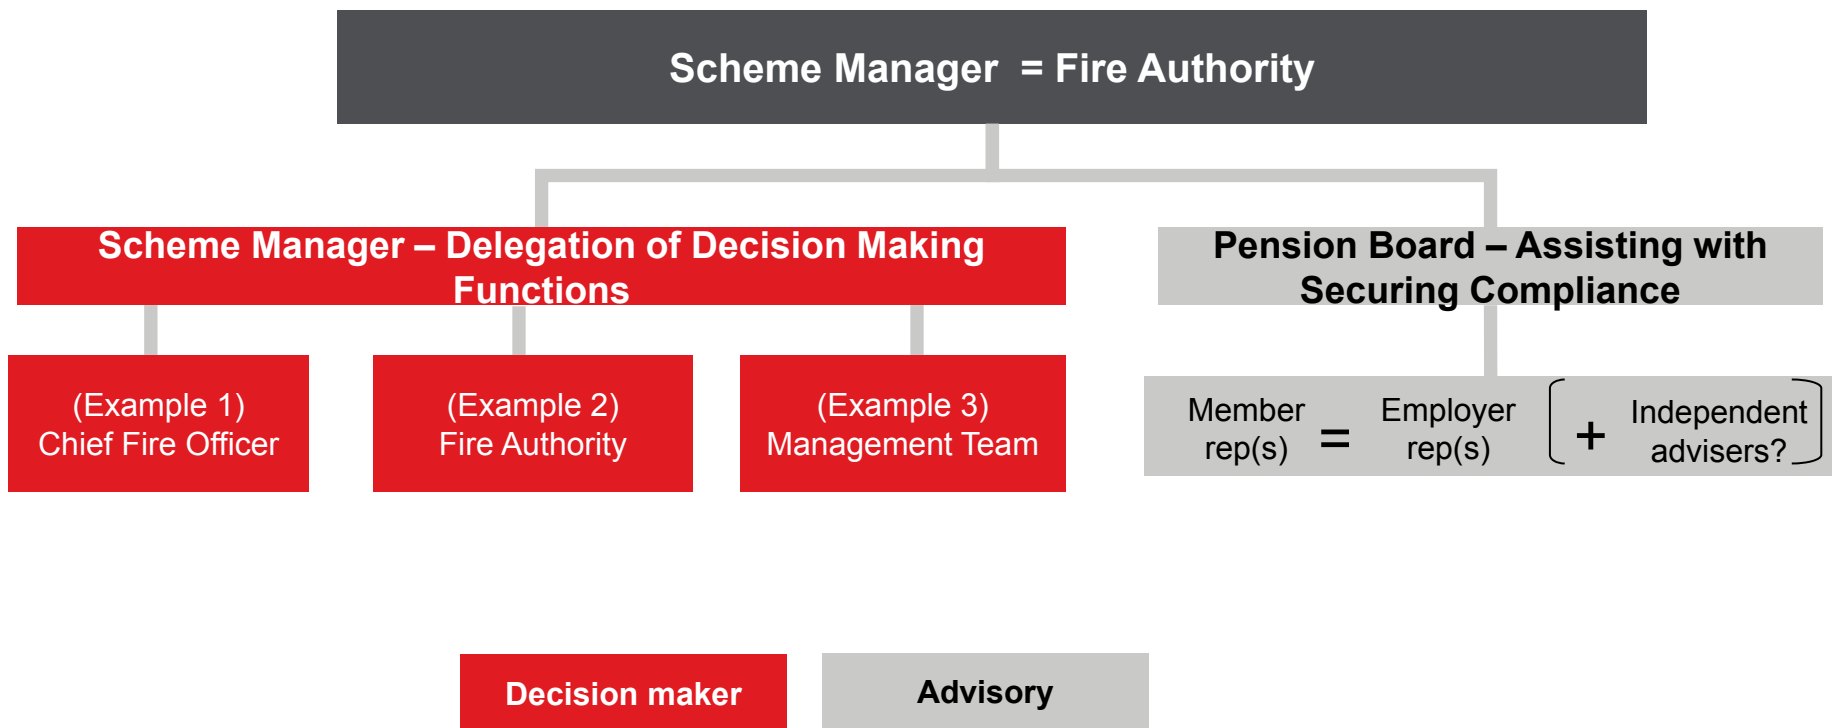 Scheme Manager  = Fire Authority
Scheme Manager – Delegation of Decision Making
Functions
Pension Board – Assisting with
Securing Compliance
(Example 1)
Chief Fire Officer
(Example 2)
Fire Authority
(Example 3)
Management Team
Member
rep(s)
=
Employer
rep(s)
[+
Independent
advisers?]
Decision maker
Advisory